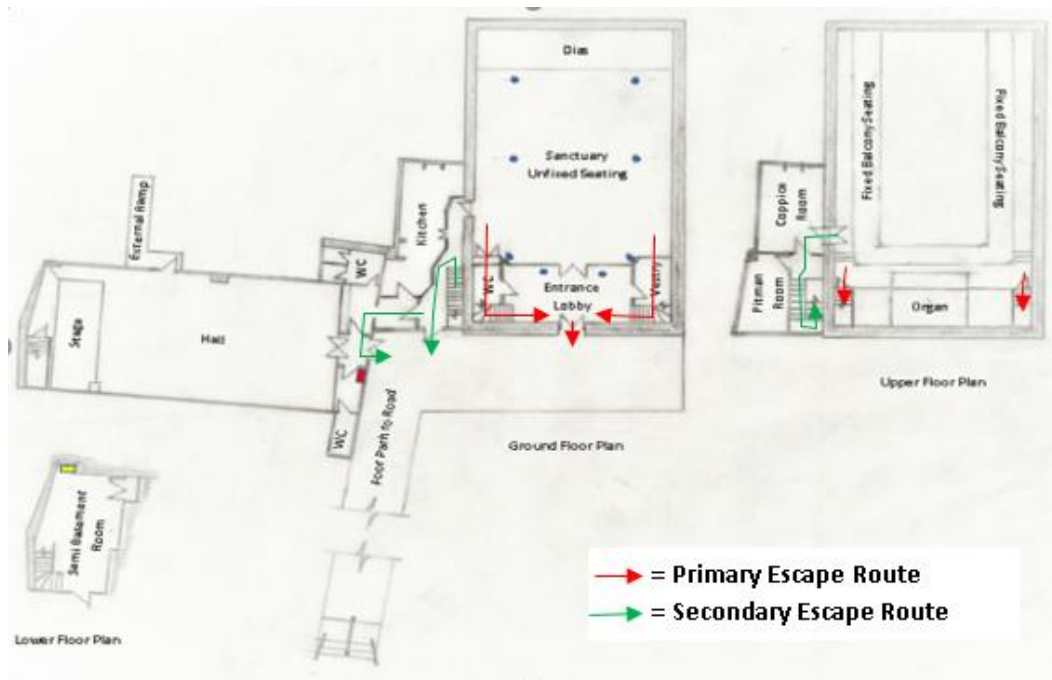 Dias
Sanctuary
Unfixed Seating
Kitchen
External Ramp
WC
WC
Entrance
Lobby
Vestry
Stage
Hall
WC
Foor Path to Road
Ground Floor Plan
Fixed Balcony Seating
Fixed Balcony Seating
Coppice
Room
Pitman
Room
Organ
Upper Floor Plan
Semi Batement
Room
Lower Floor Plan
= Primary Escape Route
= Secondary Escape Route